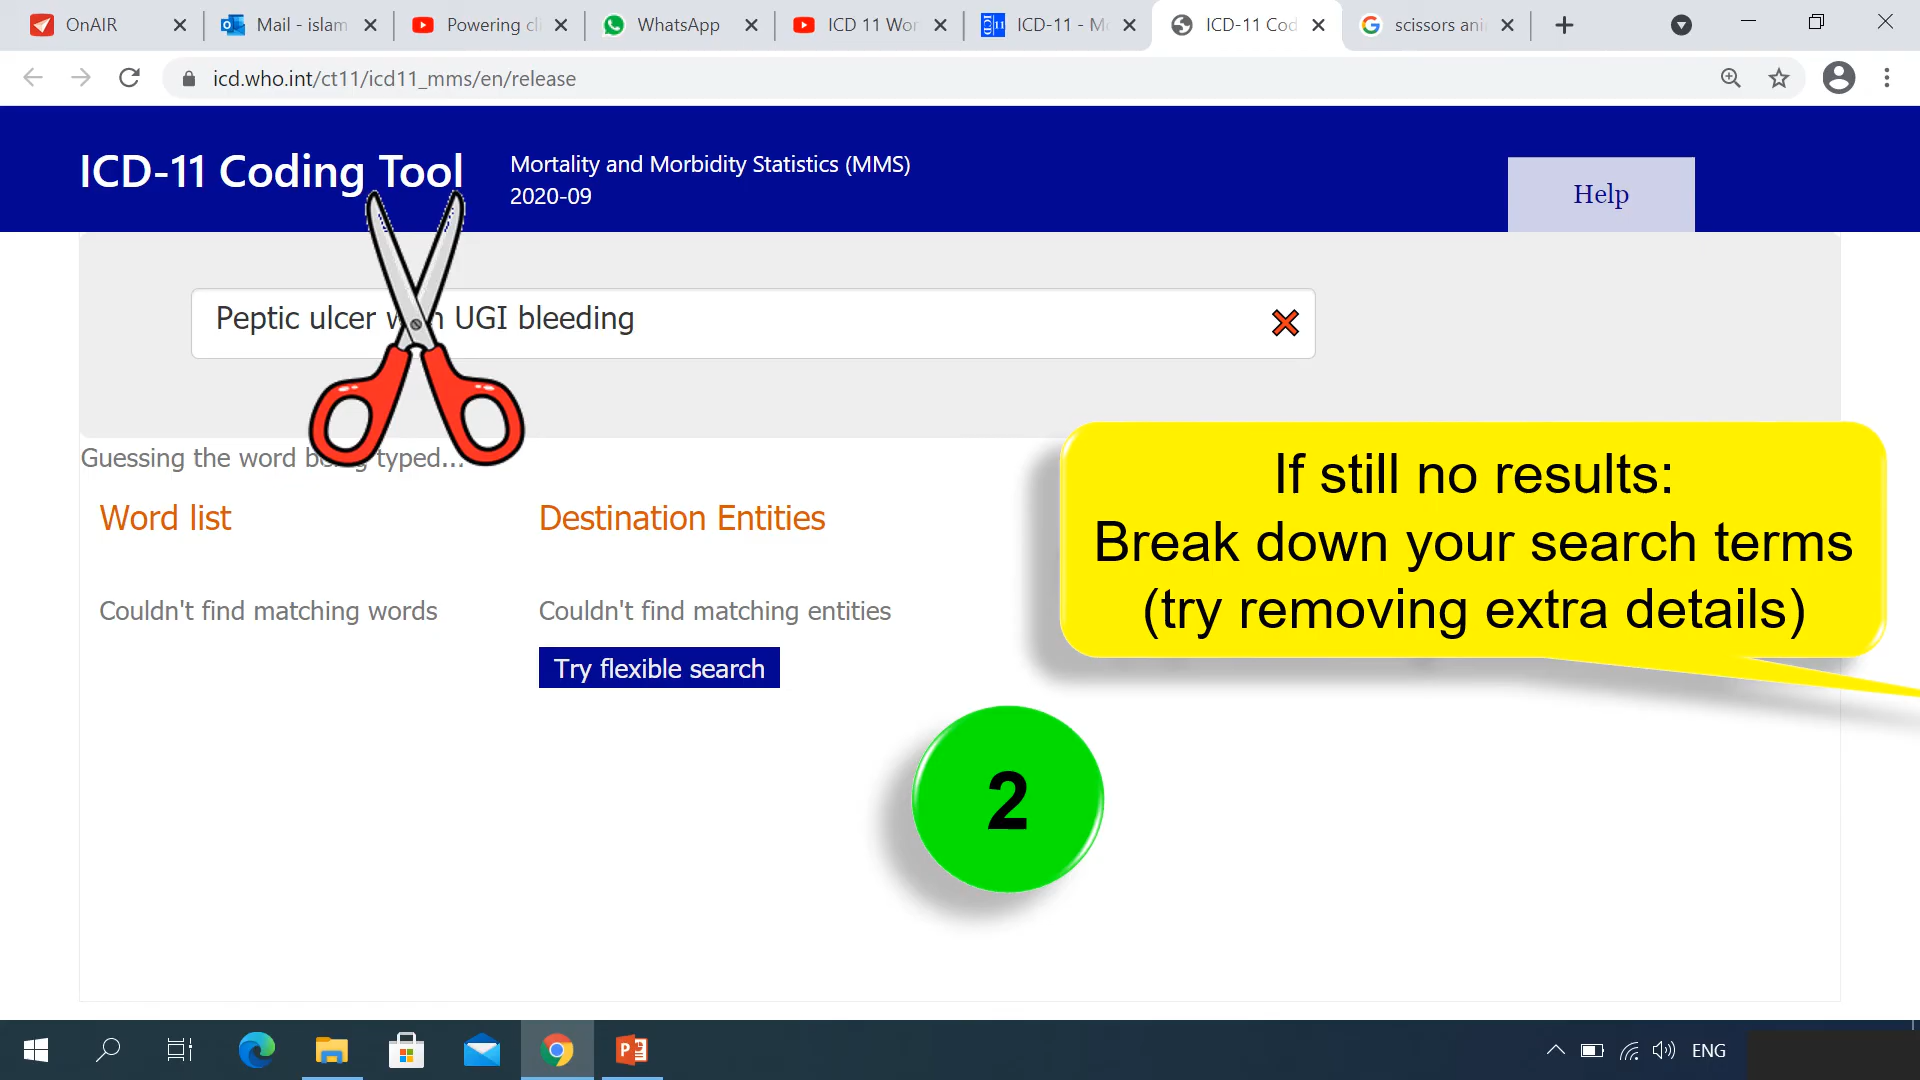 OnAIR
Mail - islam
Powering cl
WhatsApp
ICD 11 Wor
ICD-11 - Mo
ICD-11 Cod
scissors ani
icd.who.int/ct11/icd11_mms/en/release
ICD-11 Coding Tool
Mortality and Morbidity Statistics (MMS)
2020-09
Help
Peptic ulcer UGI bleeding
Guessing the word typed...
Word list
Destination Entities
Couldn't find matching words
Couldn't find matching entities
Try flexible search
If still no results:
Break down your search terms
(try removing extra details)
2
ENG